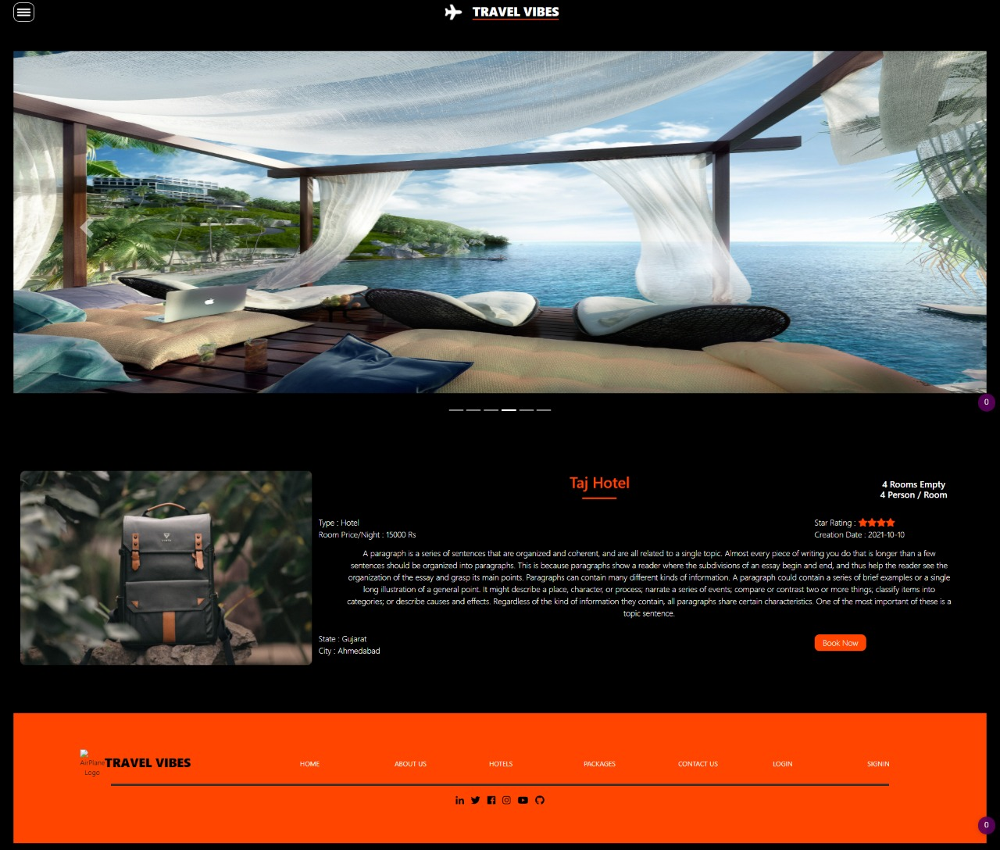 TRAVEL VIBES
0
Taj Hotel
4 Rooms Empty
4 Person / Room
Type : Hotel
Room Price/Night : 15000 Rs
Star Rating :
Creation Date : 2021-10-10
A paragraph is a series of sentences that are organized and coherent, and are all related to a single topic. Almost every piece of writing you do that is longer than a few
sentences should be organized into paragraphs. This is because paragraphs show a reader where the subdivisions of an essay begin and end, and thus help the reader see the
organization of the essay and grasp its main points. Paragraphs can contain many different kinds of information. A paragraph could contain a series of brief examples or a single
long illustration of a general point. It might describe a place, character, or process; narrate a series of events; compare or contrast two or more things; classify items into
categories; or describe causes and effects. Regardless of the kind of information they contain, all paragraphs share certain characteristics. One of the most important of these is a
topic sentence.
State : Gujarat
City : Ahmedabad
Book Now
AirPlane
Logo
TRAVEL VIBES
HOME
ABOUT US
HOTELS
PACKAGES
CONTACT US
LOGIN
SIGNIN
0